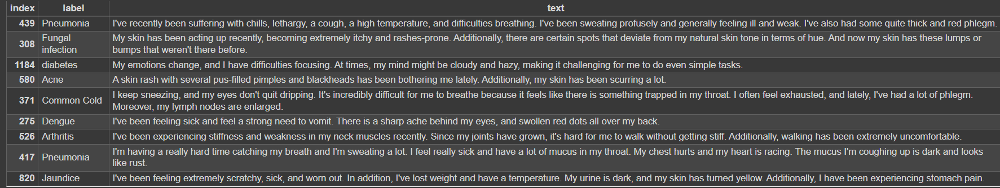 index label text
439 Pneumonia I've recently been suffering with chills, lethargy, a cough, a high temperature, and difficulties breathing. I've been sweating profusely and generally feeling ill and weak. I've also had some quite thick and red phlegm.
308 Fungal infection My skin has been acting up recently, becoming extremely itchy and rashes-prone. Additionally, there are certain spots that deviate from my natural skin tone in terms of hue. And now my skin has these lumps or
bumps that weren't there before.
1184 diabetes My emotions change, and I have difficulties focusing. At times, my mind might be cloudy and hazy, making it challenging for me to do even simple tasks.
580 Acne A skin rash with several pus-filled pimples and blackheads has been bothering me lately. Additionally, my skin has been scurring a lot.
371 Common Cold I keep sneezing, and my eyes don't quit dripping. It's incredibly difficult for me to breathe because it feels like there is something trapped in my throat. I often feel exhausted, and lately, I've had a lot of phlegm.
Moreover, my lymph nodes are enlarged.
275 Dengue I've been feeling sick and feel a strong need to vomit. There is a sharp ache behind my eyes, and swollen red dots all over my back.
526 Arthritis I've been experiencing stiffness and weakness in my neck muscles recently. Since my joints have grown, it's hard for me to walk without getting stiff. Additionally, walking has been extremely uncomfortable.
417 Pneumonia I'm having a really hard time catching my breath and I'm sweating a lot. I feel really sick and have a lot of mucus in my throat. My chest hurts and my heart is racing. The mucus I'm coughing up is dark and looks
like rust.
820 Jaundice I've been feeling extremely scratchy, sick, and worn out. In addition, I've lost weight and have a temperature. My urine is dark, and my skin has turned yellow. Additionally, I have been experiencing stomach pain.